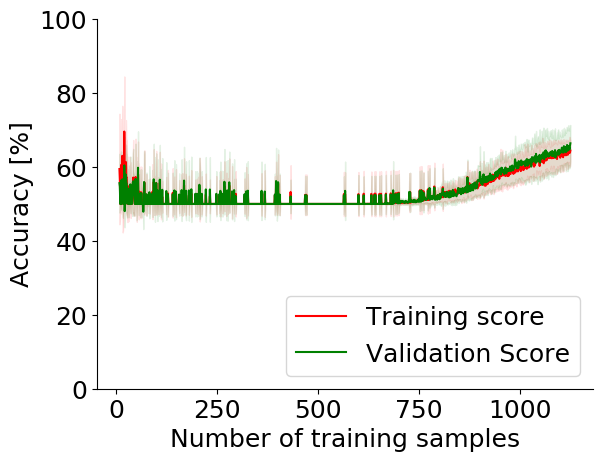 100
80
60
40
20
0
Accuracy [%]
Training score
Validation Score
0 250 500 750 1000
Number of training samples